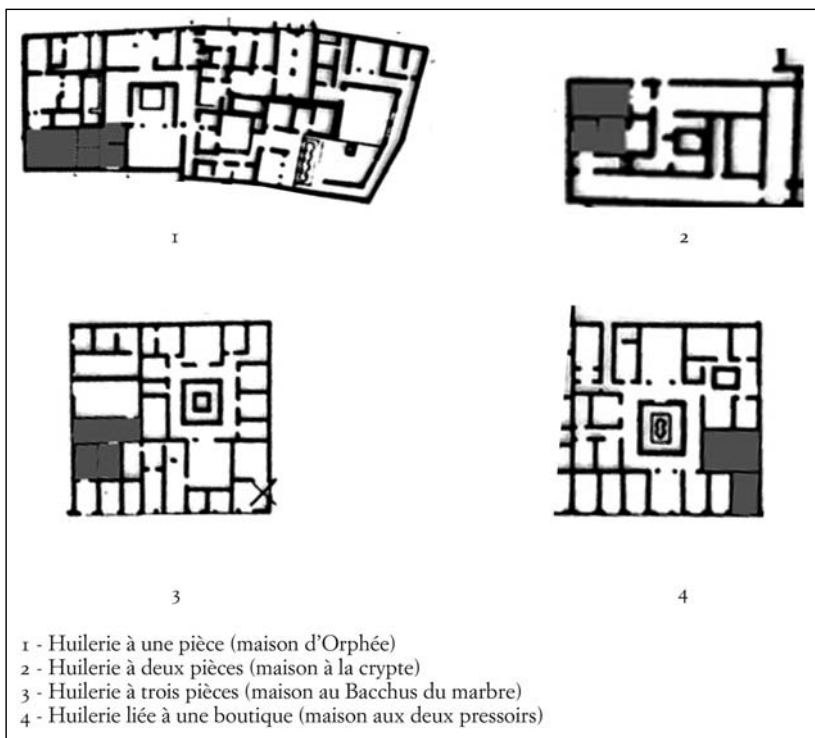 1
2
3
4
1 - Huilerie à une pièce (maison d'Orphée)
2 - Huilerie à deux pièces (maison à la crypte)
3 - Huilerie à trois pièces (maison au Bacchus du marbre)
4 - Huilerie liée à une boutique (maison aux deux pressoirs)